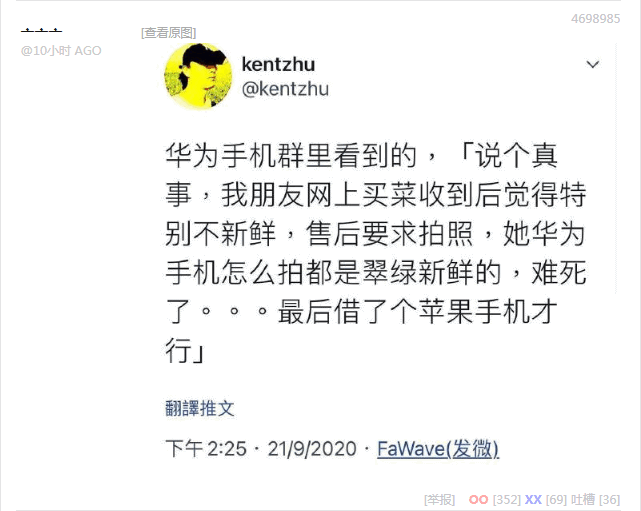 4698985
[查看原图]
@10小时 AGO
kentzhu
@kentzhu
华为手机群里看到的，「说个真
事，我朋友网上买菜收到后觉得特
别不新鲜，售后要求拍照，她华为
手机怎么拍都是翠绿新鲜的，难死
了。。。最后借了个苹果手机才
行」
翻譯推文
下午 2:25 · 21/9/2020 · FaWave(发微)
[举报] OO [352] XX [69] 吐槽 [36]